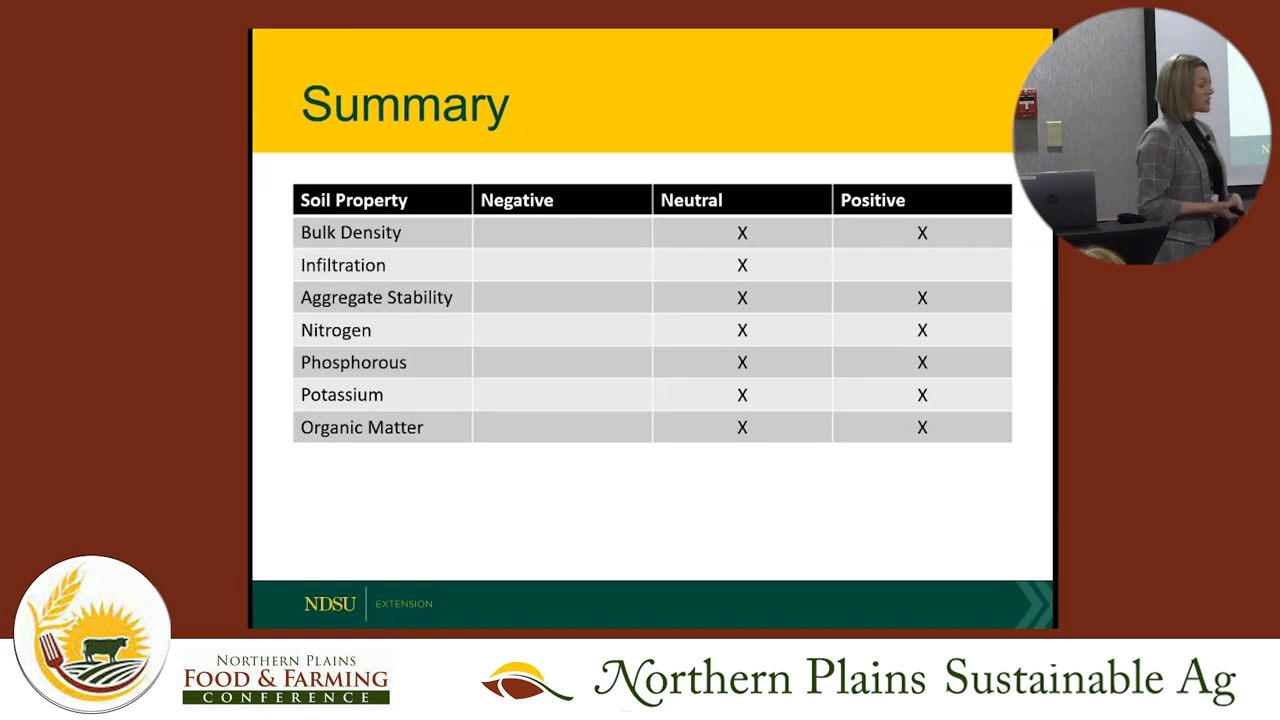 Summary
Soil Property Negative Neutral Positive
Bulk Density X X
Infiltration X
Aggregate Stability X X
Nitrogen X X
Phosphorous X X
Potassium X X
Organic Matter X X
NDSU EXTENSION
NORTHERN PLAINS
FOOD & FARMING
CONFERENCE
Northern Plains Sustainable Ag